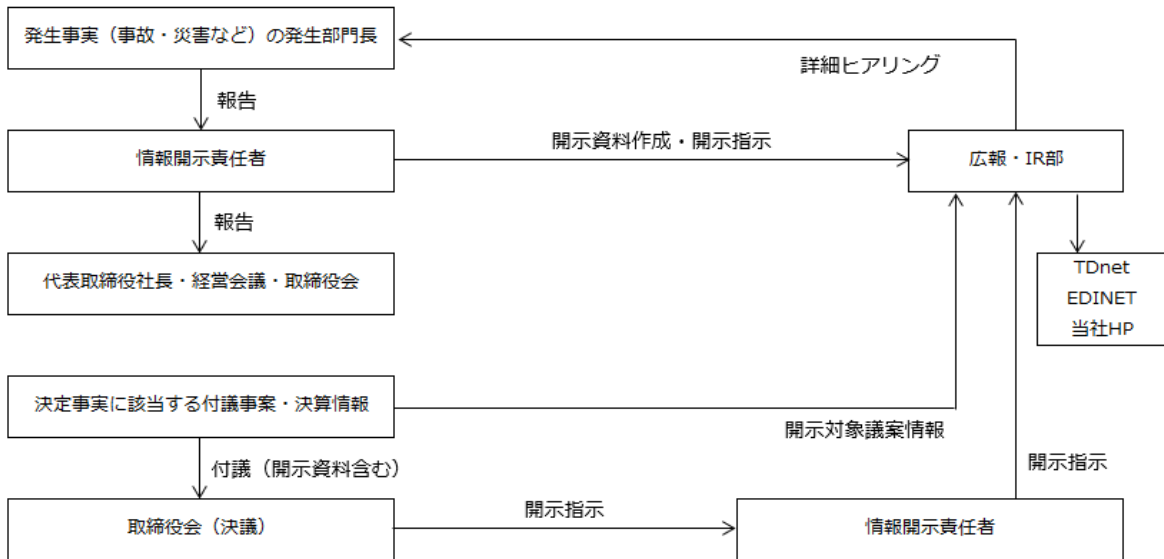 発生事実（事故・災害など）の発生部門長
詳細ヒアリング
報告
情報開示責任者
開示資料作成・開示指示
広報・IR部
報告
代表取締役社長・経営会議・取締役会
TDnet
EDINET
当社HP
決定事実に該当する付議事案・決算情報
開示対象議案情報
付議（開示資料含む）
開示指示
取締役会（決議）
開示指示
情報開示責任者